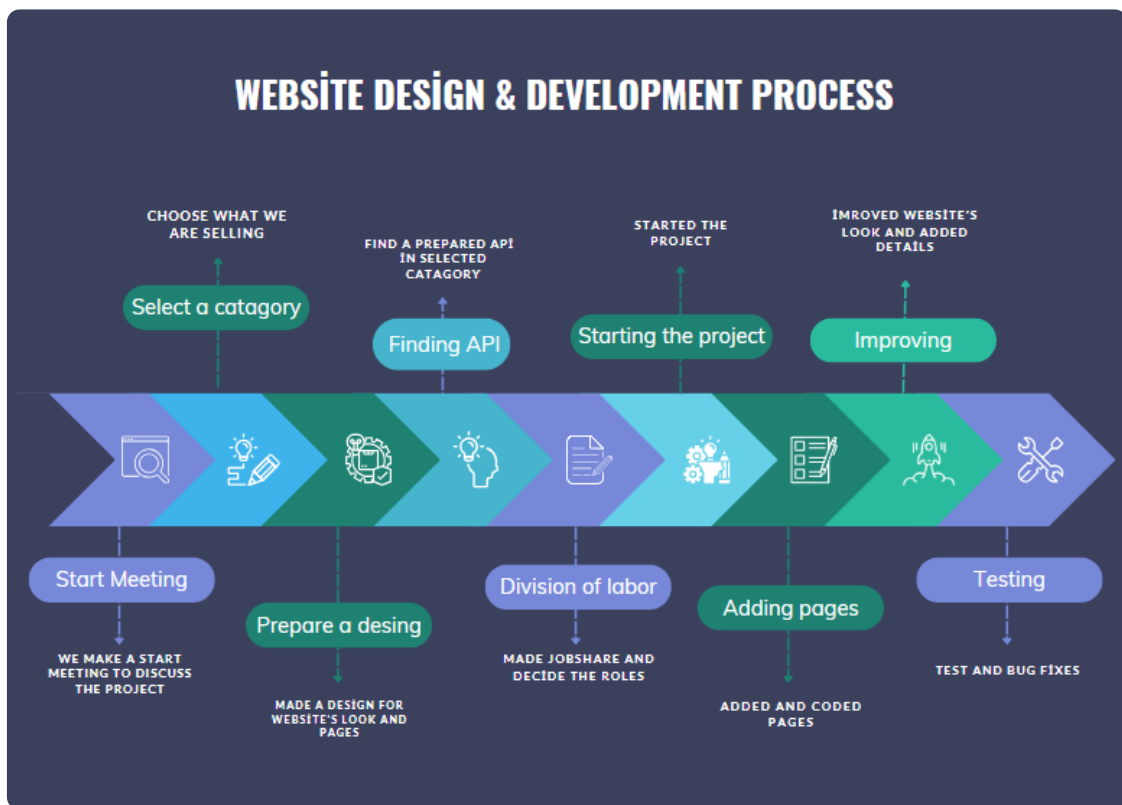 WEBSİTE DESİGN & DEVELOPMENT PROCESS
CHOOSE WHAT WE
ARE SELLING
Select a catagory
FIND A PREPARED APİ
İN SELECTED
CATAGORY
Finding API
STARTED THE
PROJECT
Starting the project
İMROVED WEBSİTE'S
LOOK AND ADDED
DETAILS
Improving
Start Meeting
WE MAKE A START
MEETING TO DISCUSS
THE PROJECT
Prepare a desing
MADE A DESİGN FOR
WEBSİTE'S LOOK AND
PAGES
Division of labor
MADE JOBSHARE AND
DECİDE THE ROLES
Adding pages
ADDED AND CODED
PAGES
Testing
TEST AND BUG FİXES